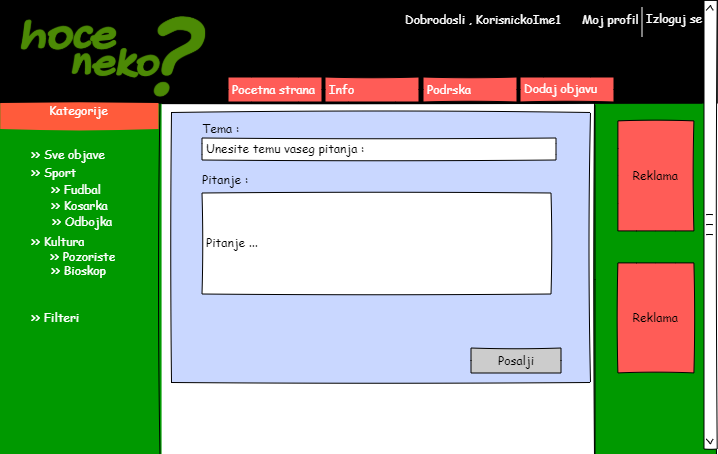 hoce
neko?
Dobrodosli , KorisnickoIme1
Moj profil
Izloguj se
Pocetna strana
Info
Podrska
Dodaj objavu
Kategorije
>> Sve objave
>> Sport
>> Fudbal
>> Kosarka
>> Odbojka
>> Kultura
>> Pozoriste
>> Bioskop
>> Filteri
Tema :
Unesite temu vaseg pitanja :
Pitanje :
Pitanje ...
Posalji
Reklama
Reklama